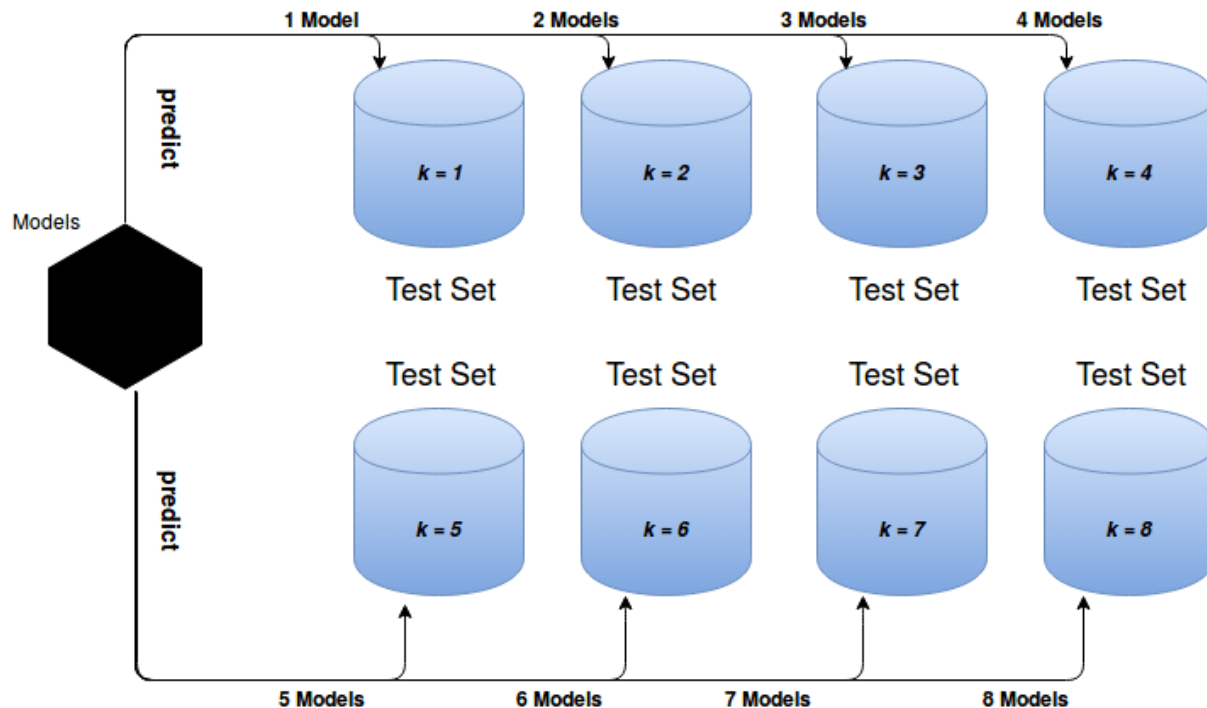 1 Model
2 Models
3 Models
4 Models
predict
k = 1
k = 2
k = 3
k = 4
Models
Test Set
Test Set
Test Set
Test Set
Test Set
Test Set
Test Set
Test Set
predict
k = 5
k = 6
k = 7
k = 8
5 Models
6 Models
7 Models
8 Models